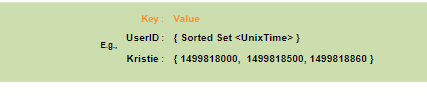 Key : Value
UserID : { Sorted Set <UnixTime> }
E.g.,
Kristie : { 1499818000, 1499818500, 1499818860 }